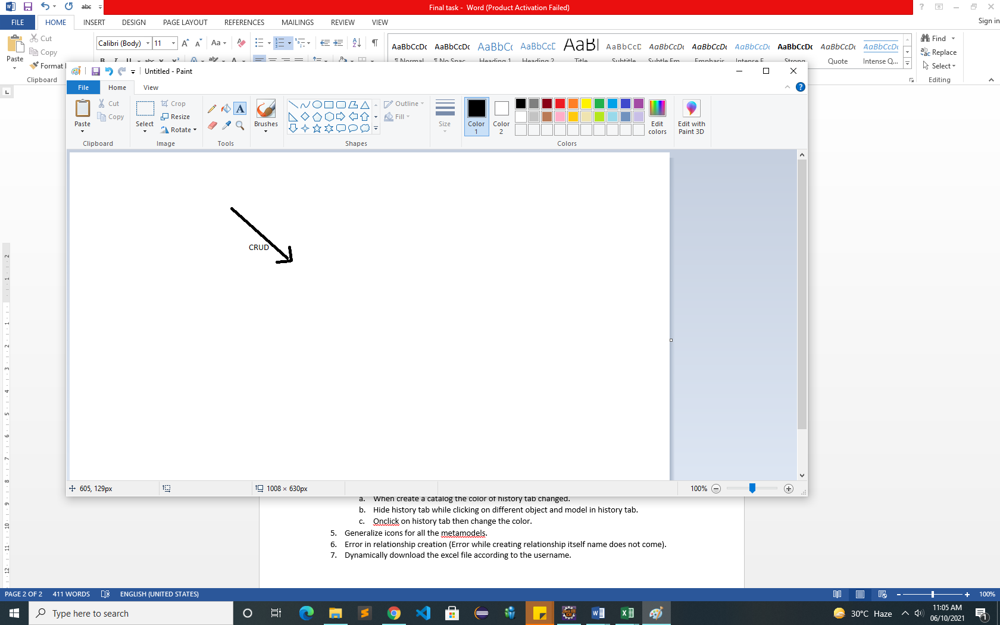 Final task - Word (Product Activation Failed)
Sign in
FILE HOME INSERT DESIGN PAGE LAYOUT REFERENCES MAILINGS REVIEW VIEW
Paste
Cut
Copy
Format
Clipboard
Calibri (Body) 11
AaBbCcDc AaBbCcDc AaBbC AaBbCcD AaB AaBbCcD AaBbCcDc AaBbCcDc AaBbCcDc AaBbCcDc AaBbCcDc AaBbCcDc
¶ Normal ¶ No Spac... Heading 1 Heading 2 Title Subtitle Subtle Em... Emphasis Intense E... Strong Quote Intense Q...
Find
Replace
Select
Editing
Untitled - Paint
File Home View
Paste
Cut
Copy
Clipboard
Select
Crop
Resize
Rotate
Image
A
Tools
Brushes
Shapes
Outline
Fill
Size
Color 1
Color 2
Edit colors
Colors
Edit with Paint 3D
CRUD
605, 129px
1008 × 630px
100%
a. When create a catalog the color of history tab changed.
b. Hide history tab while clicking on different object and model in history tab.
c. Onclick on history tab then change the color.
5. Generalize icons for all the metamodels.
6. Error in relationship creation (Error while creating relationship itself name does not come).
7. Dynamically download the excel file according to the username.
PAGE 2 OF 2 411 WORDS ENGLISH (UNITED STATES) 100%
Type here to search
30°C Haze
11:05 AM
06/10/2021